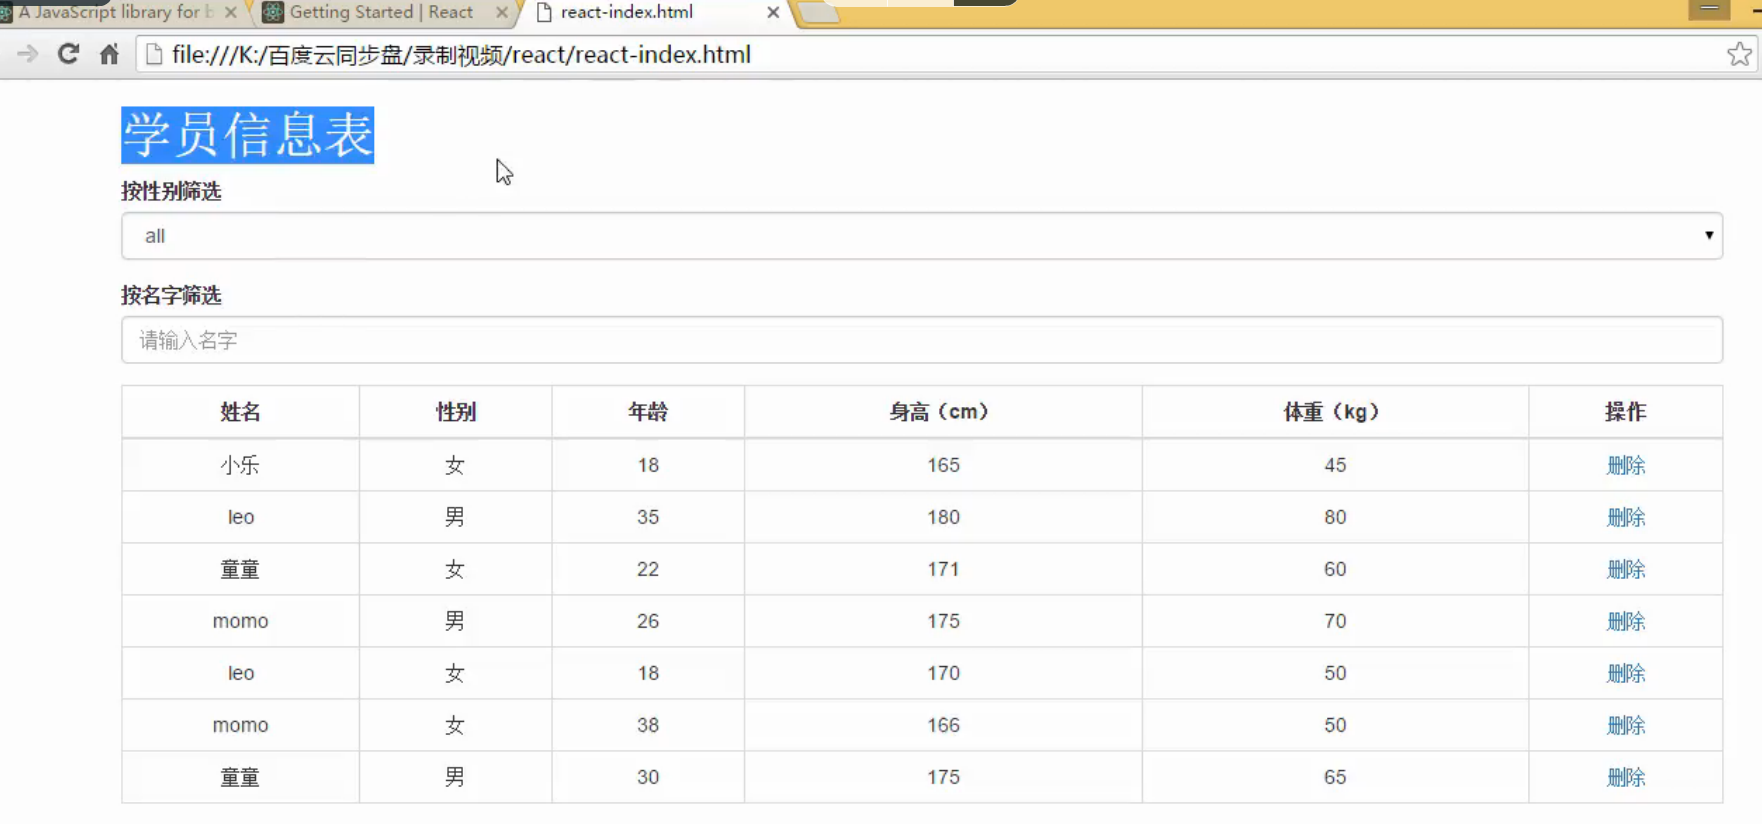 A JavaScript library for b
Getting Started | React
react-index.html
file:///K:/百度云同步盘/录制视频/react/react-index.html
学员信息表
按性别筛选
all
按名字筛选
请输入名字
姓名 性别 年龄 身高（cm） 体重（kg） 操作
小乐 女 18 165 45 删除
leo 男 35 180 80 删除
童童 女 22 171 60 删除
momo 男 26 175 70 删除
leo 女 18 170 50 删除
momo 女 38 166 50 删除
童童 男 30 175 65 删除